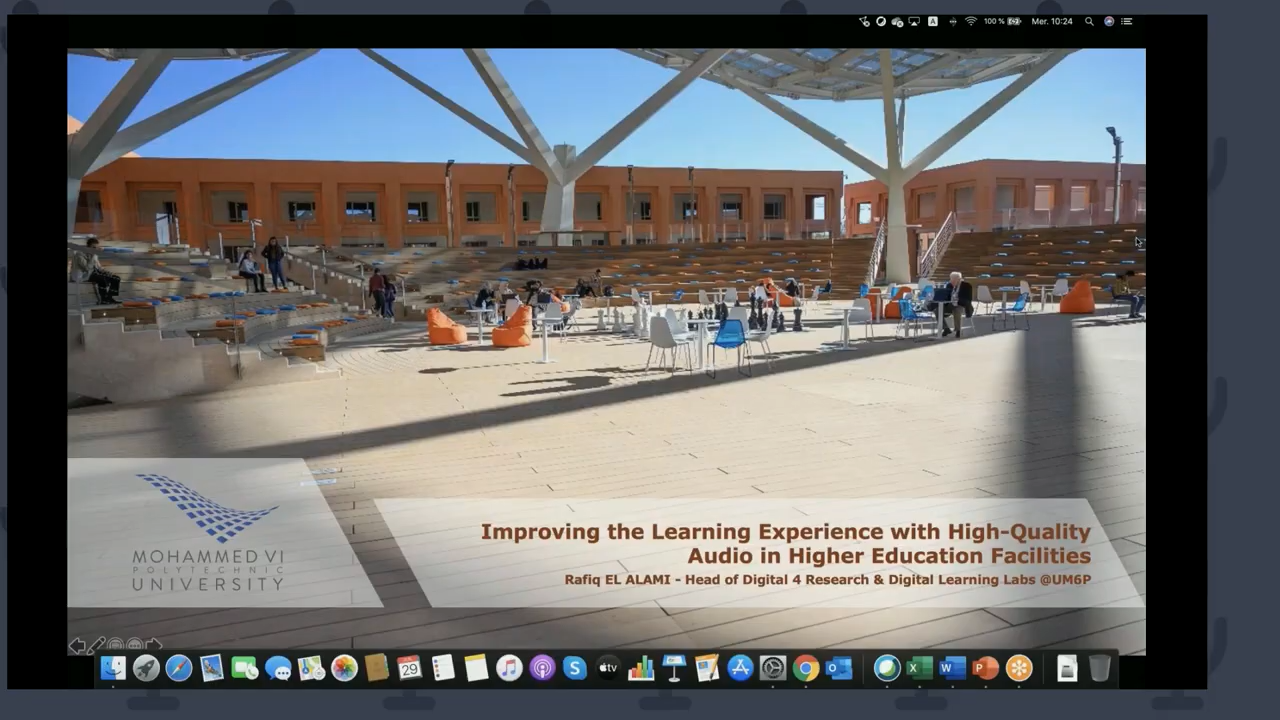 100 %
Mer. 10:24
MOHAMMED VI
POLYTECHNIC
UNIVERSITY
Improving the Learning Experience with High-Quality
Audio in Higher Education Facilities
Rafiq EL ALAMI - Head of Digital 4 Research & Digital Learning Labs @UM6P
29
tv